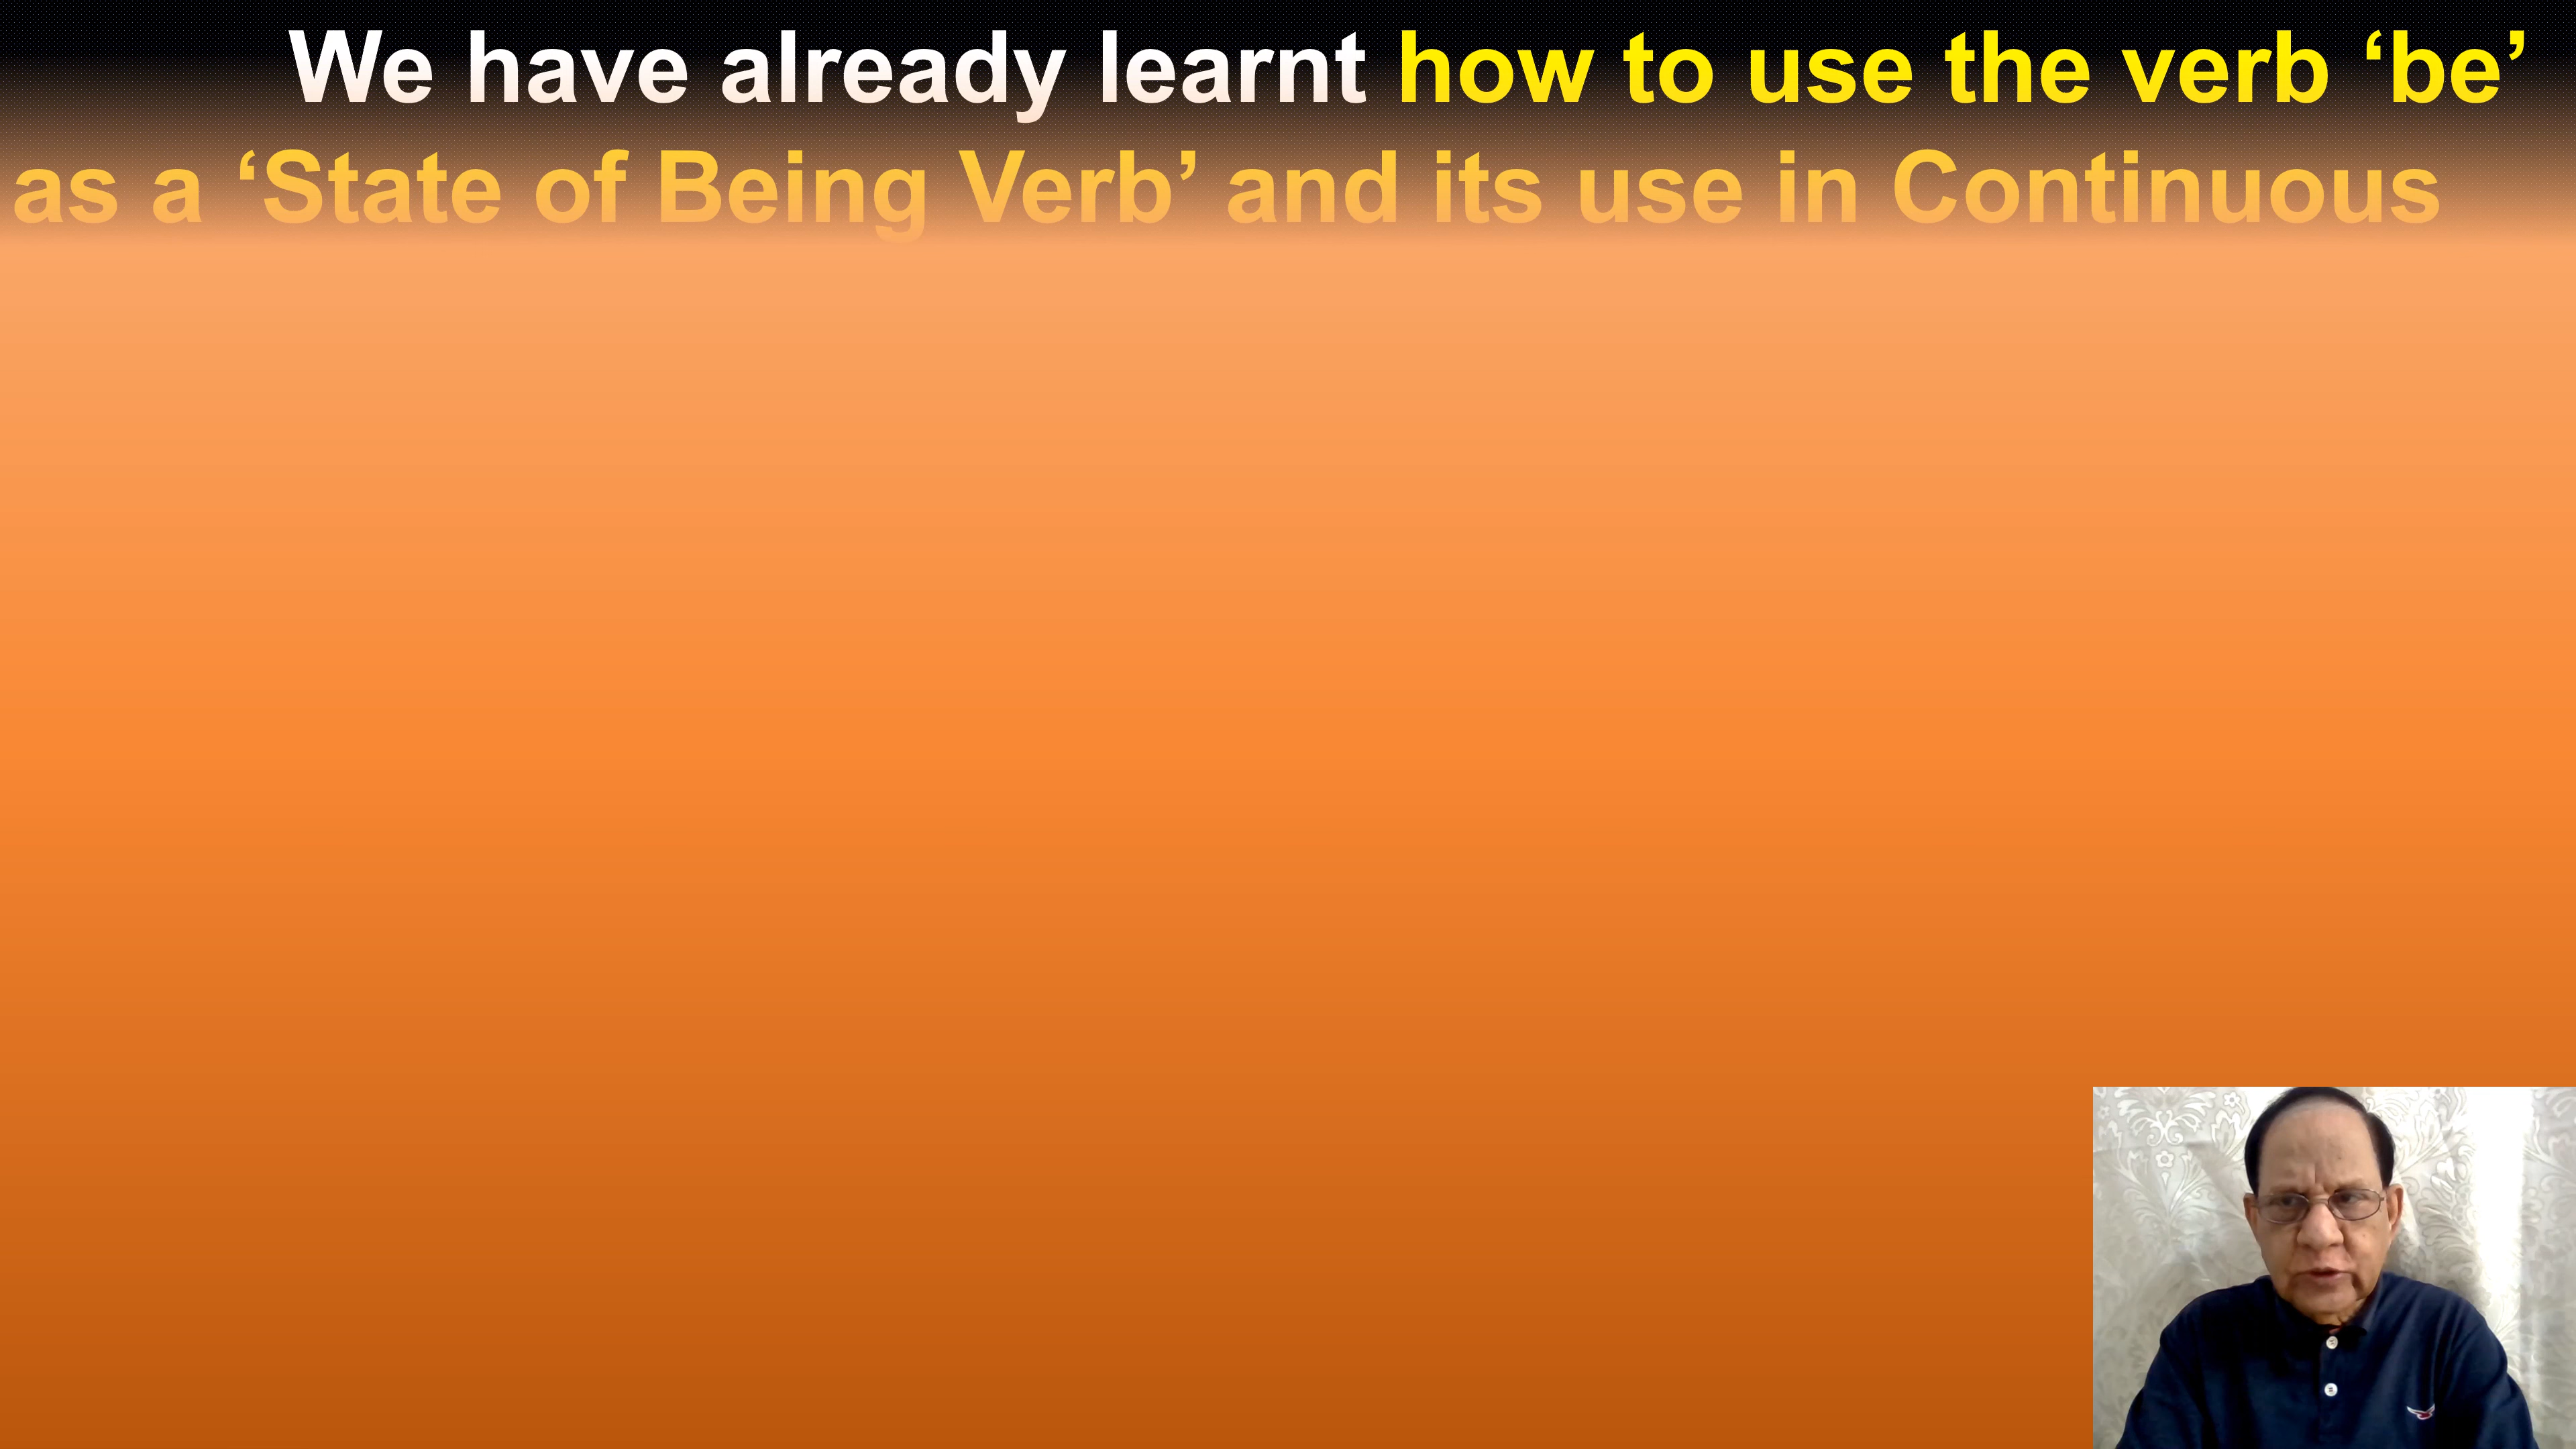 We have already learnt how to use the verb ‘be’
as a ‘State of Being Verb’ and its use in Continuous